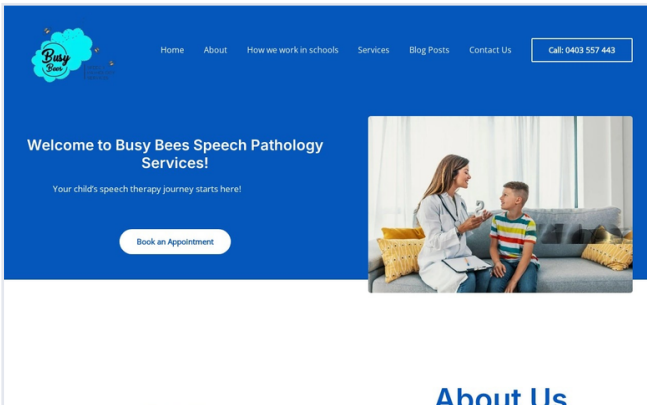 Busy
Bees
Home
About
How we work in schools
Services
Blog Posts
Contact Us
Call: 0403 557 443
Welcome to Busy Bees Speech Pathology
Services!
Your child's speech therapy journey starts here!
Book an Appointment
About Us